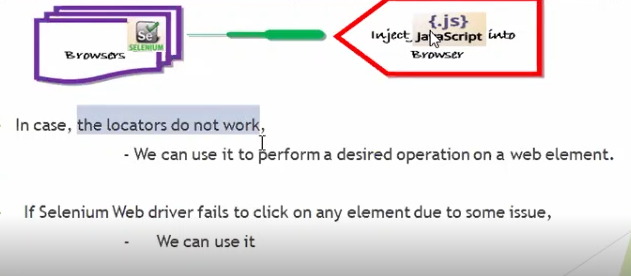 Se
SELENIUM
Browsers
{.js}
Inject JavaScript into
Browser
In case, the locators do not work,
- We can use it to perform a desired operation on a web element.
If Selenium Web driver fails to click on any element due to some issue,
- We can use it